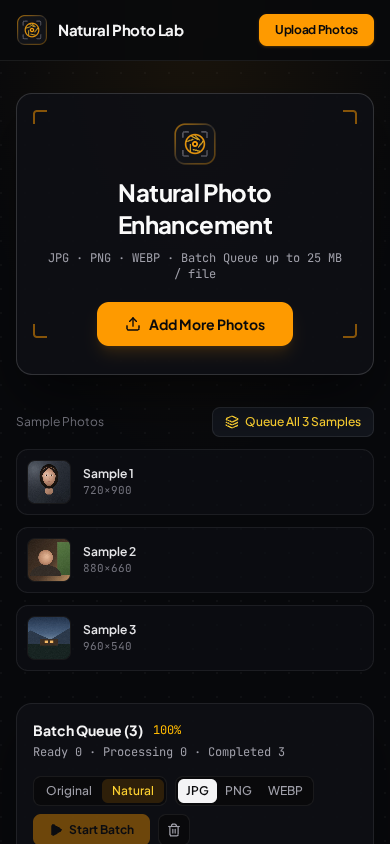 Natural Photo Lab
Upload Photos
Natural Photo
Enhancement
JPG · PNG · WEBP · Batch Queue up to 25 MB
/ file
Add More Photos
Sample Photos
Queue All 3 Samples
Sample 1
720×900
Sample 2
880×660
Sample 3
960×540
Batch Queue (3) 100%
Ready 0 · Processing 0 · Completed 3
Original Natural JPG PNG WEBP
Start Batch